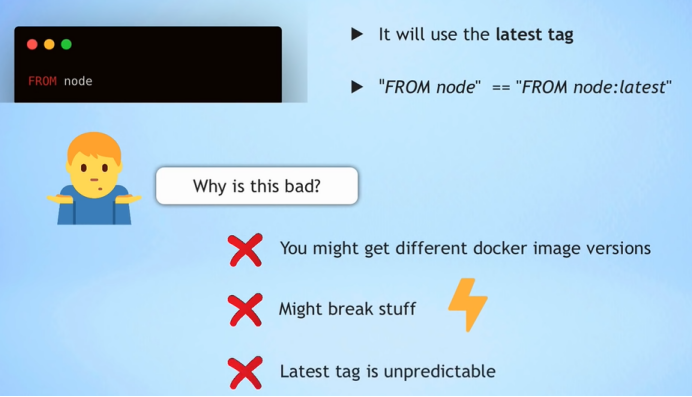 FROM node
It will use the latest tag
"FROM node" == "FROM node:latest"
Why is this bad?
You might get different docker image versions
Might break stuff
Latest tag is unpredictable